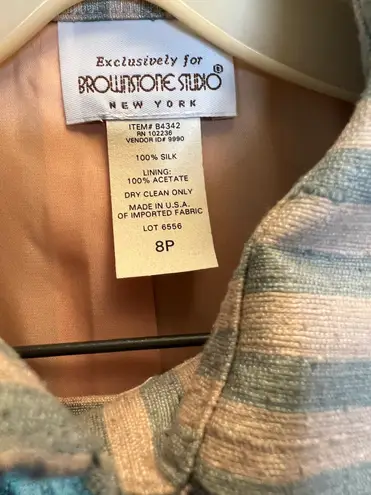 Exclusively for
BROWNSTONE STUDIO®
NEW YORK
ITEM# B4342
RN 102236
VENDOR ID# 9990
100% SILK
LINING:
100% ACETATE
DRY CLEAN ONLY
MADE IN U.S.A.
OF IMPORTED FABRIC
LOT 6556
8P